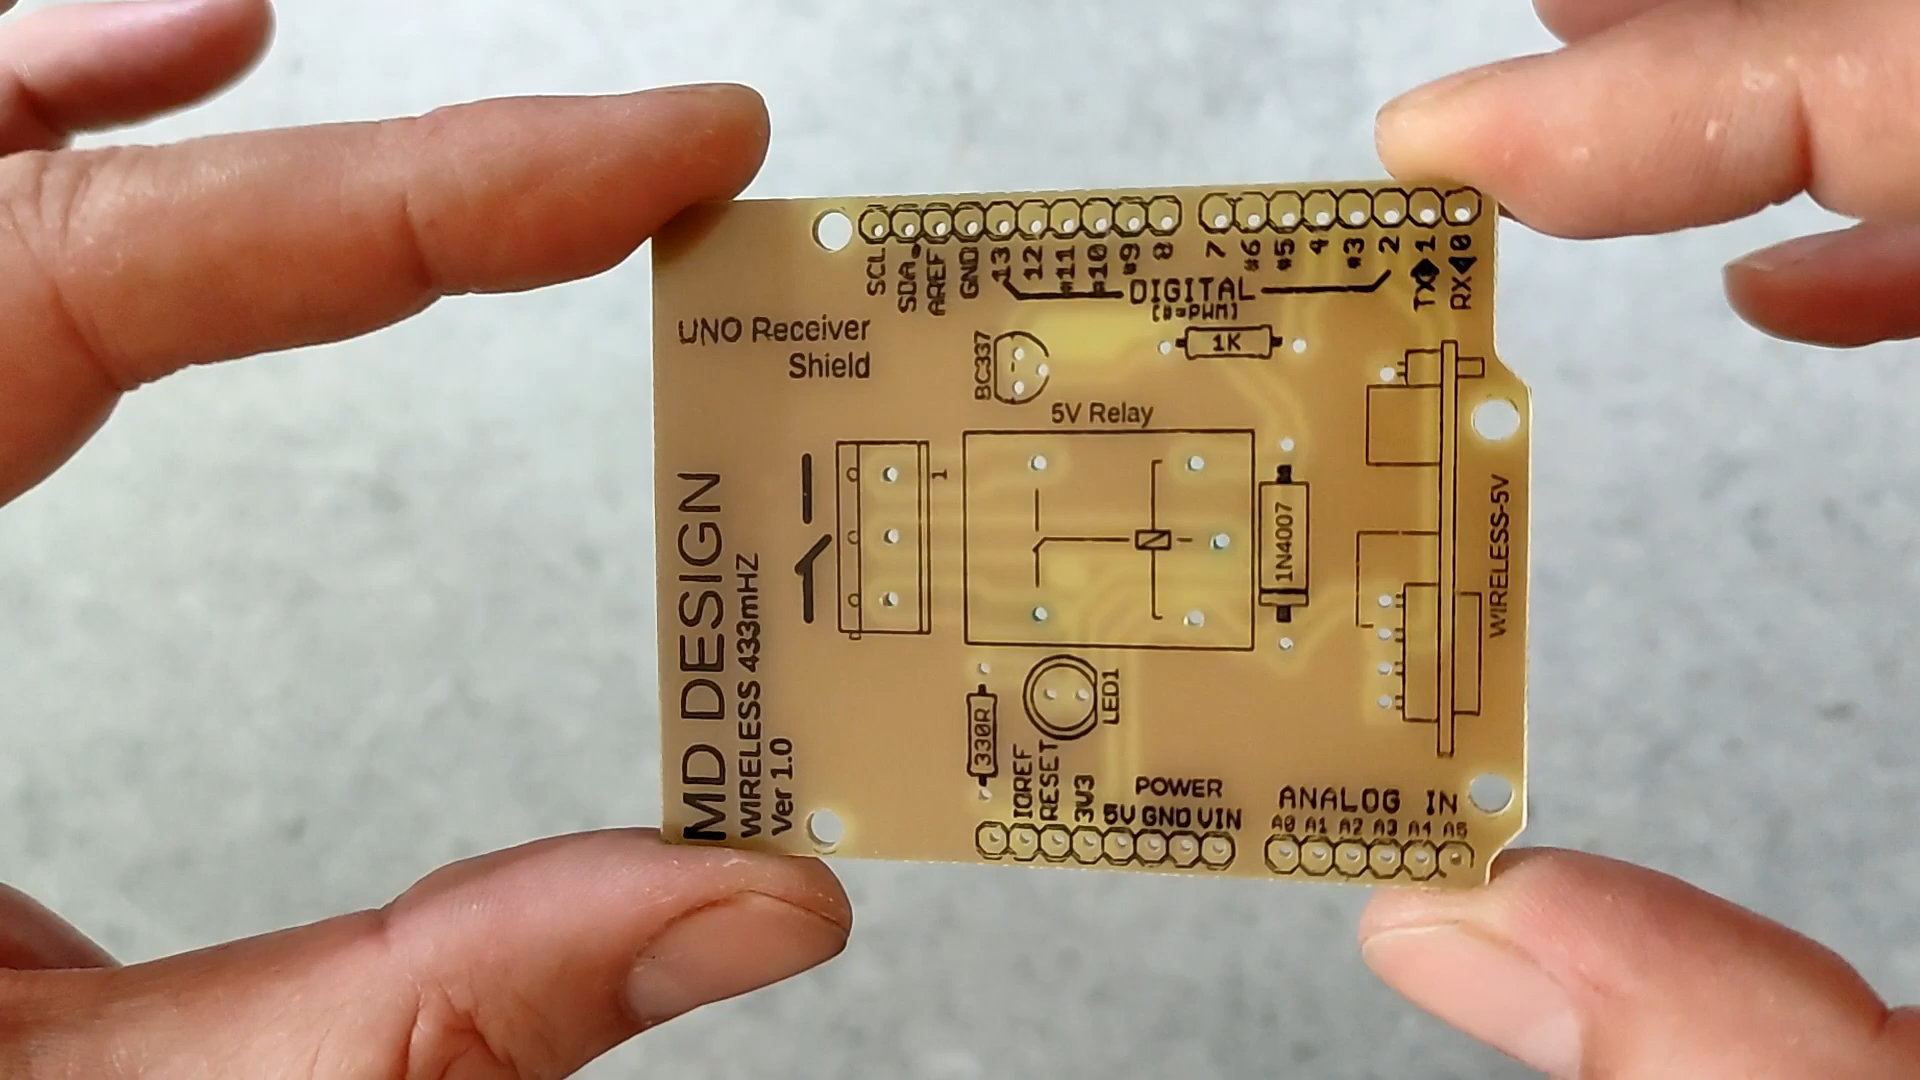 SCL
SDA
AREF
GND
13
12
#11
#10
#9
8
7
#6
#5
4
#3
2
TX▶1
RX◀0
DIGITAL
[#=PWM]
UNO Receiver
Shield
BC337
1K
5V Relay
1
1N4007
WIRELESS-5V
MD DESIGN
WIRELESS 433mHZ
Ver 1.0
330R
LED1
IOREF
RESET
3V3
5V GND VIN
POWER
ANALOG IN
A0 A1 A2 A3 A4 A5